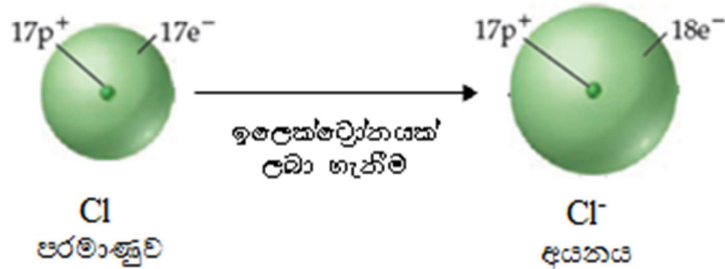 17p⁺ 17e⁻ 17p⁺ 18e⁻
ඉලෙක්ට්‍රෝනයක්
ලබා ගැනීම
Cl Cl⁻
පරමාණුව අයනය